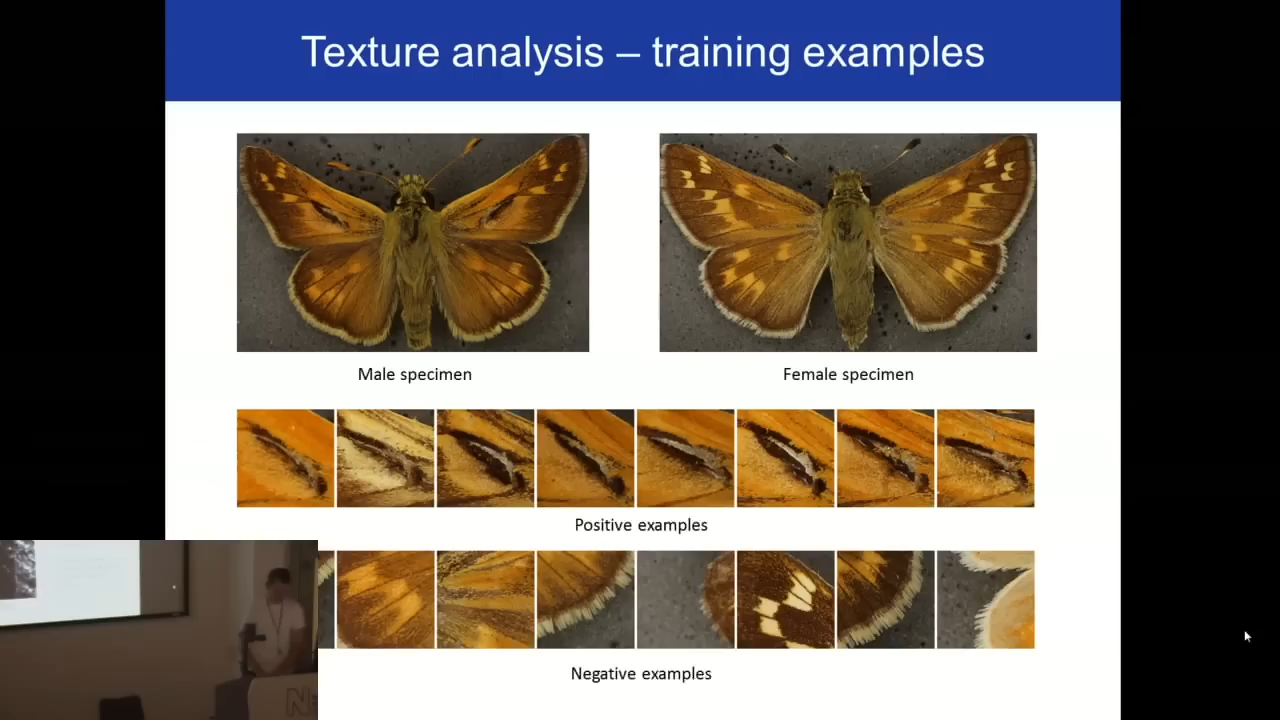 Texture analysis – training examples
Male specimen
Female specimen
Positive examples
Negative examples